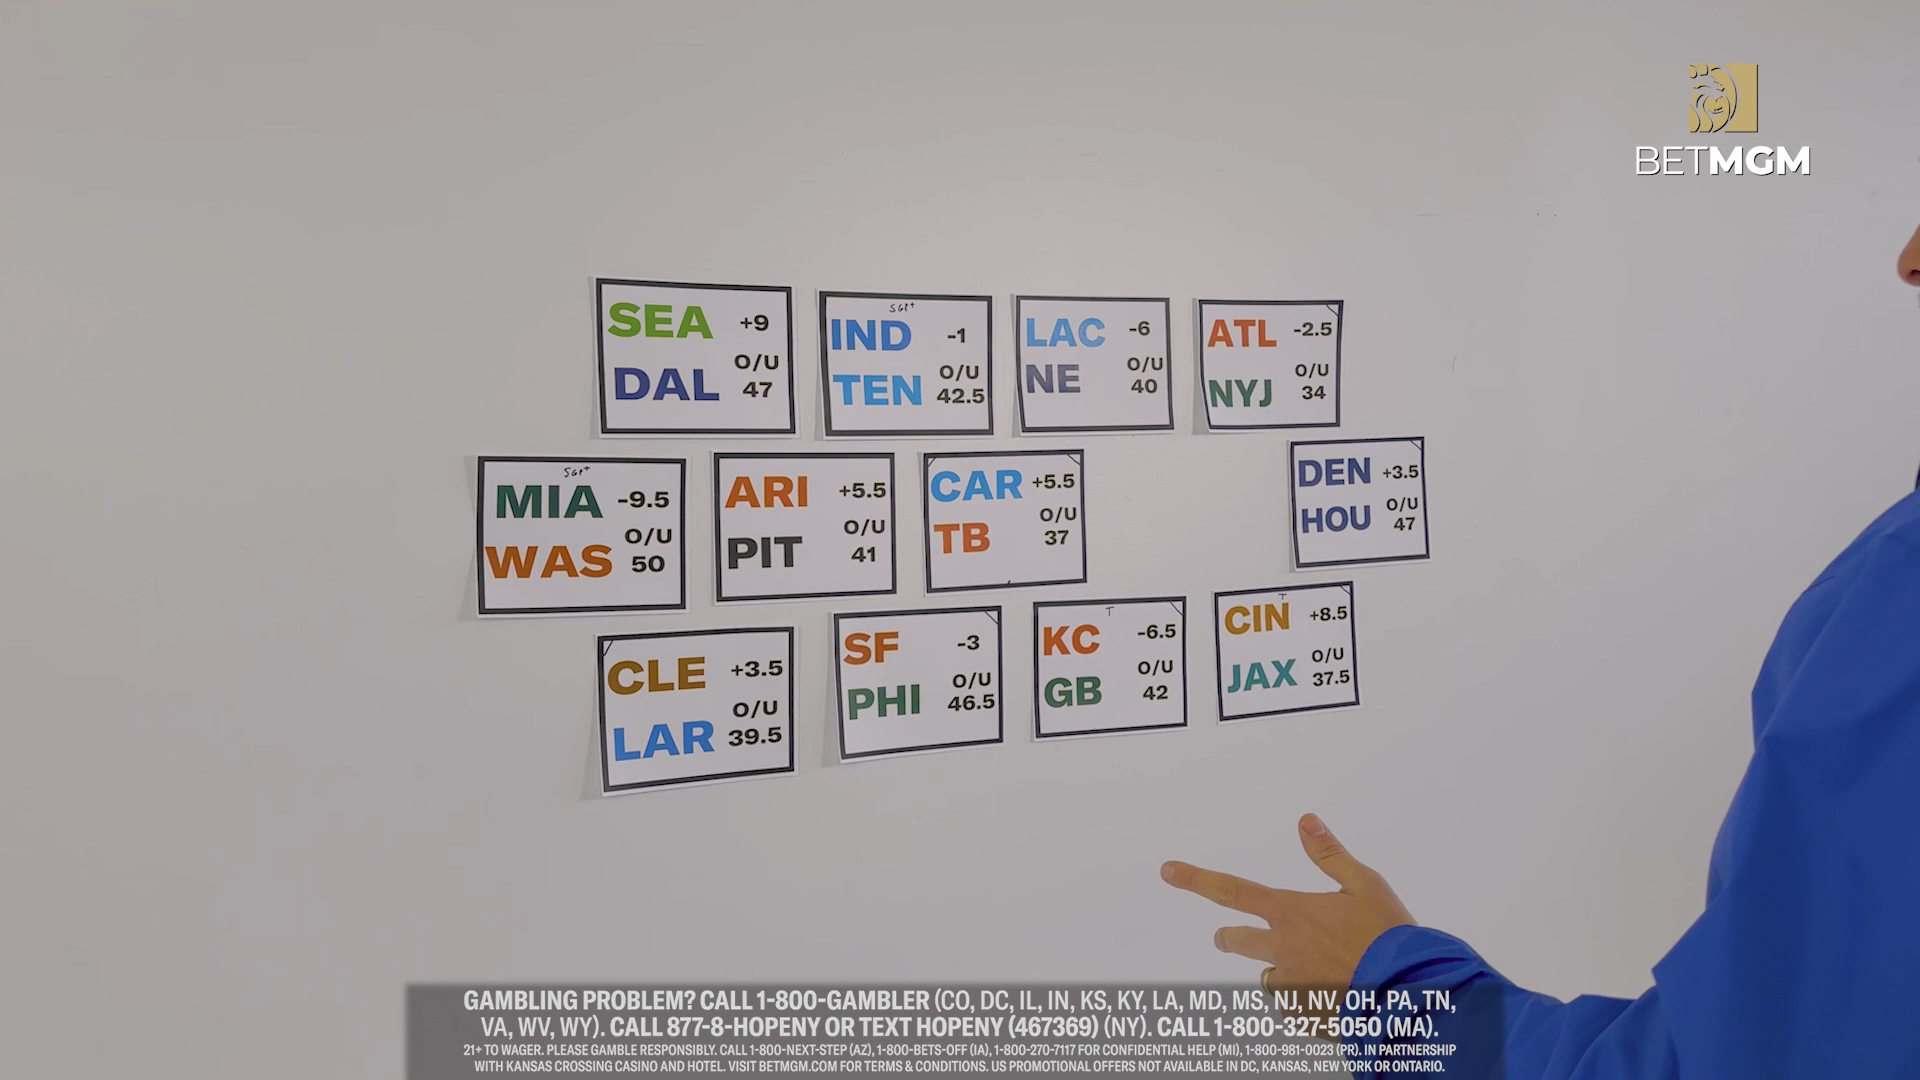 BETMGM
SEA +9
O/U
DAL 47
SGP+
IND -1
O/U
TEN 42.5
LAC -6
O/U
NE 40
ATL -2.5
O/U
NYJ 34
SGP+
MIA -9.5
O/U
WAS 50
ARI +5.5
O/U
PIT 41
CAR +5.5
O/U
TB 37
DEN +3.5
O/U
HOU 47
CLE +3.5
O/U
LAR 39.5
SF -3
O/U
PHI 46.5
T
KC -6.5
O/U
GB 42
T
CIN +8.5
O/U
JAX 37.5
GAMBLING PROBLEM? CALL 1-800-GAMBLER (CO, DC, IL, IN, KS, KY, LA, MD, MS, NJ, NV, OH, PA, TN,
VA, WV, WY). CALL 877-8-HOPENY OR TEXT HOPENY (467369) (NY). CALL 1-800-327-5050 (MA).
21+ TO WAGER. PLEASE GAMBLE RESPONSIBLY. CALL 1-800-NEXT-STEP (AZ), 1-800-BETS-OFF (IA), 1-800-270-7117 FOR CONFIDENTIAL HELP (MI), 1-800-981-0023 (PR). IN PARTNERSHIP
WITH KANSAS CROSSING CASINO AND HOTEL. VISIT BETMGM.COM FOR TERMS & CONDITIONS. US PROMOTIONAL OFFERS NOT AVAILABLE IN DC, KANSAS, NEW YORK OR ONTARIO.